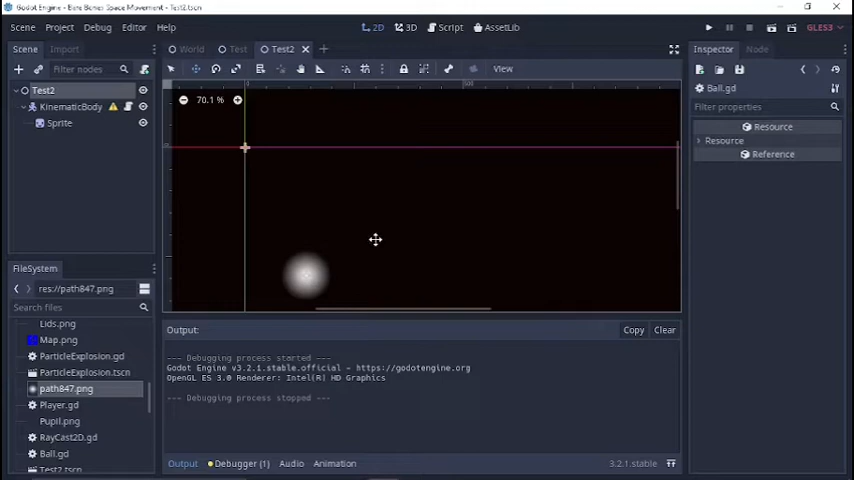 Godot Engine - Bare Bones Space Movement - Test2.tscn
Scene Project Debug Editor Help
2D 3D Script AssetLib
GLES3
Scene Import
World Test Test2
Inspector Node
Filter nodes
View
Test2
KinematicBody
Sprite
70.1 %
0
500
Ball.gd
Filter properties
Resource
Resource
Reference
FileSystem
res://path847.png
Search files
Lids.png
Map.png
ParticleExplosion.gd
ParticleExplosion.tscn
path847.png
Player.gd
Pupil.png
RayCast2D.gd
Ball.gd
Test2.tscn
Output:
Copy Clear
--- Debugging process started ---
Godot Engine v3.2.1.stable.official - https://godotengine.org
OpenGL ES 3.0 Renderer: Intel(R) HD Graphics
--- Debugging process stopped ---
Output Debugger (1) Audio Animation
3.2.1.stable